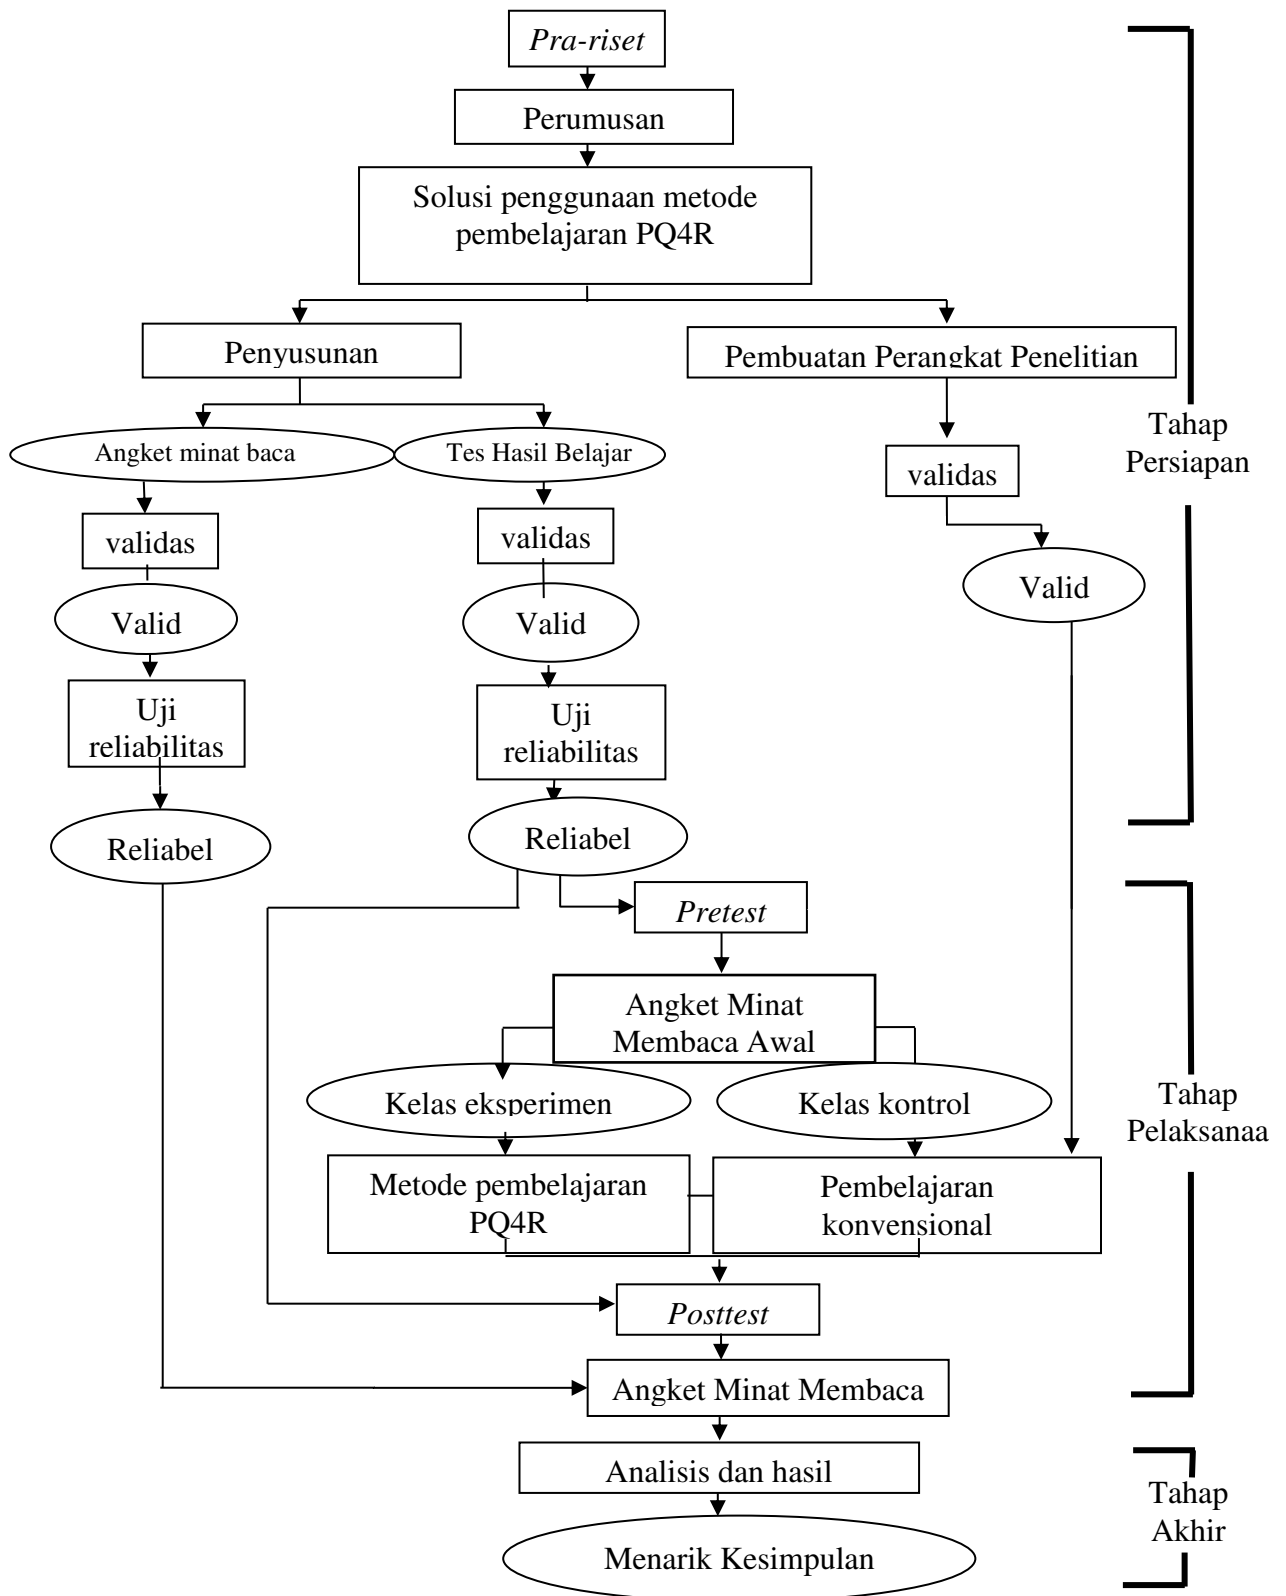 Pra-riset
Perumusan
Solusi penggunaan metode
pembelajaran PQ4R
Penyusunan
Pembuatan Perangkat Penelitian
Tahap
Persiapan
Angket minat baca
Tes Hasil Belajar
validas
validas
validas
Valid
Valid
Valid
Uji
reliabilitas
Uji
reliabilitas
Reliabel
Reliabel
Pretest
Angket Minat
Membaca Awal
Kelas eksperimen
Kelas kontrol
Tahap
Pelaksanaa
Metode pembelajaran
PQ4R
Pembelajaran
konvensional
Posttest
Angket Minat Membaca
Analisis dan hasil
Tahap
Akhir
Menarik Kesimpulan